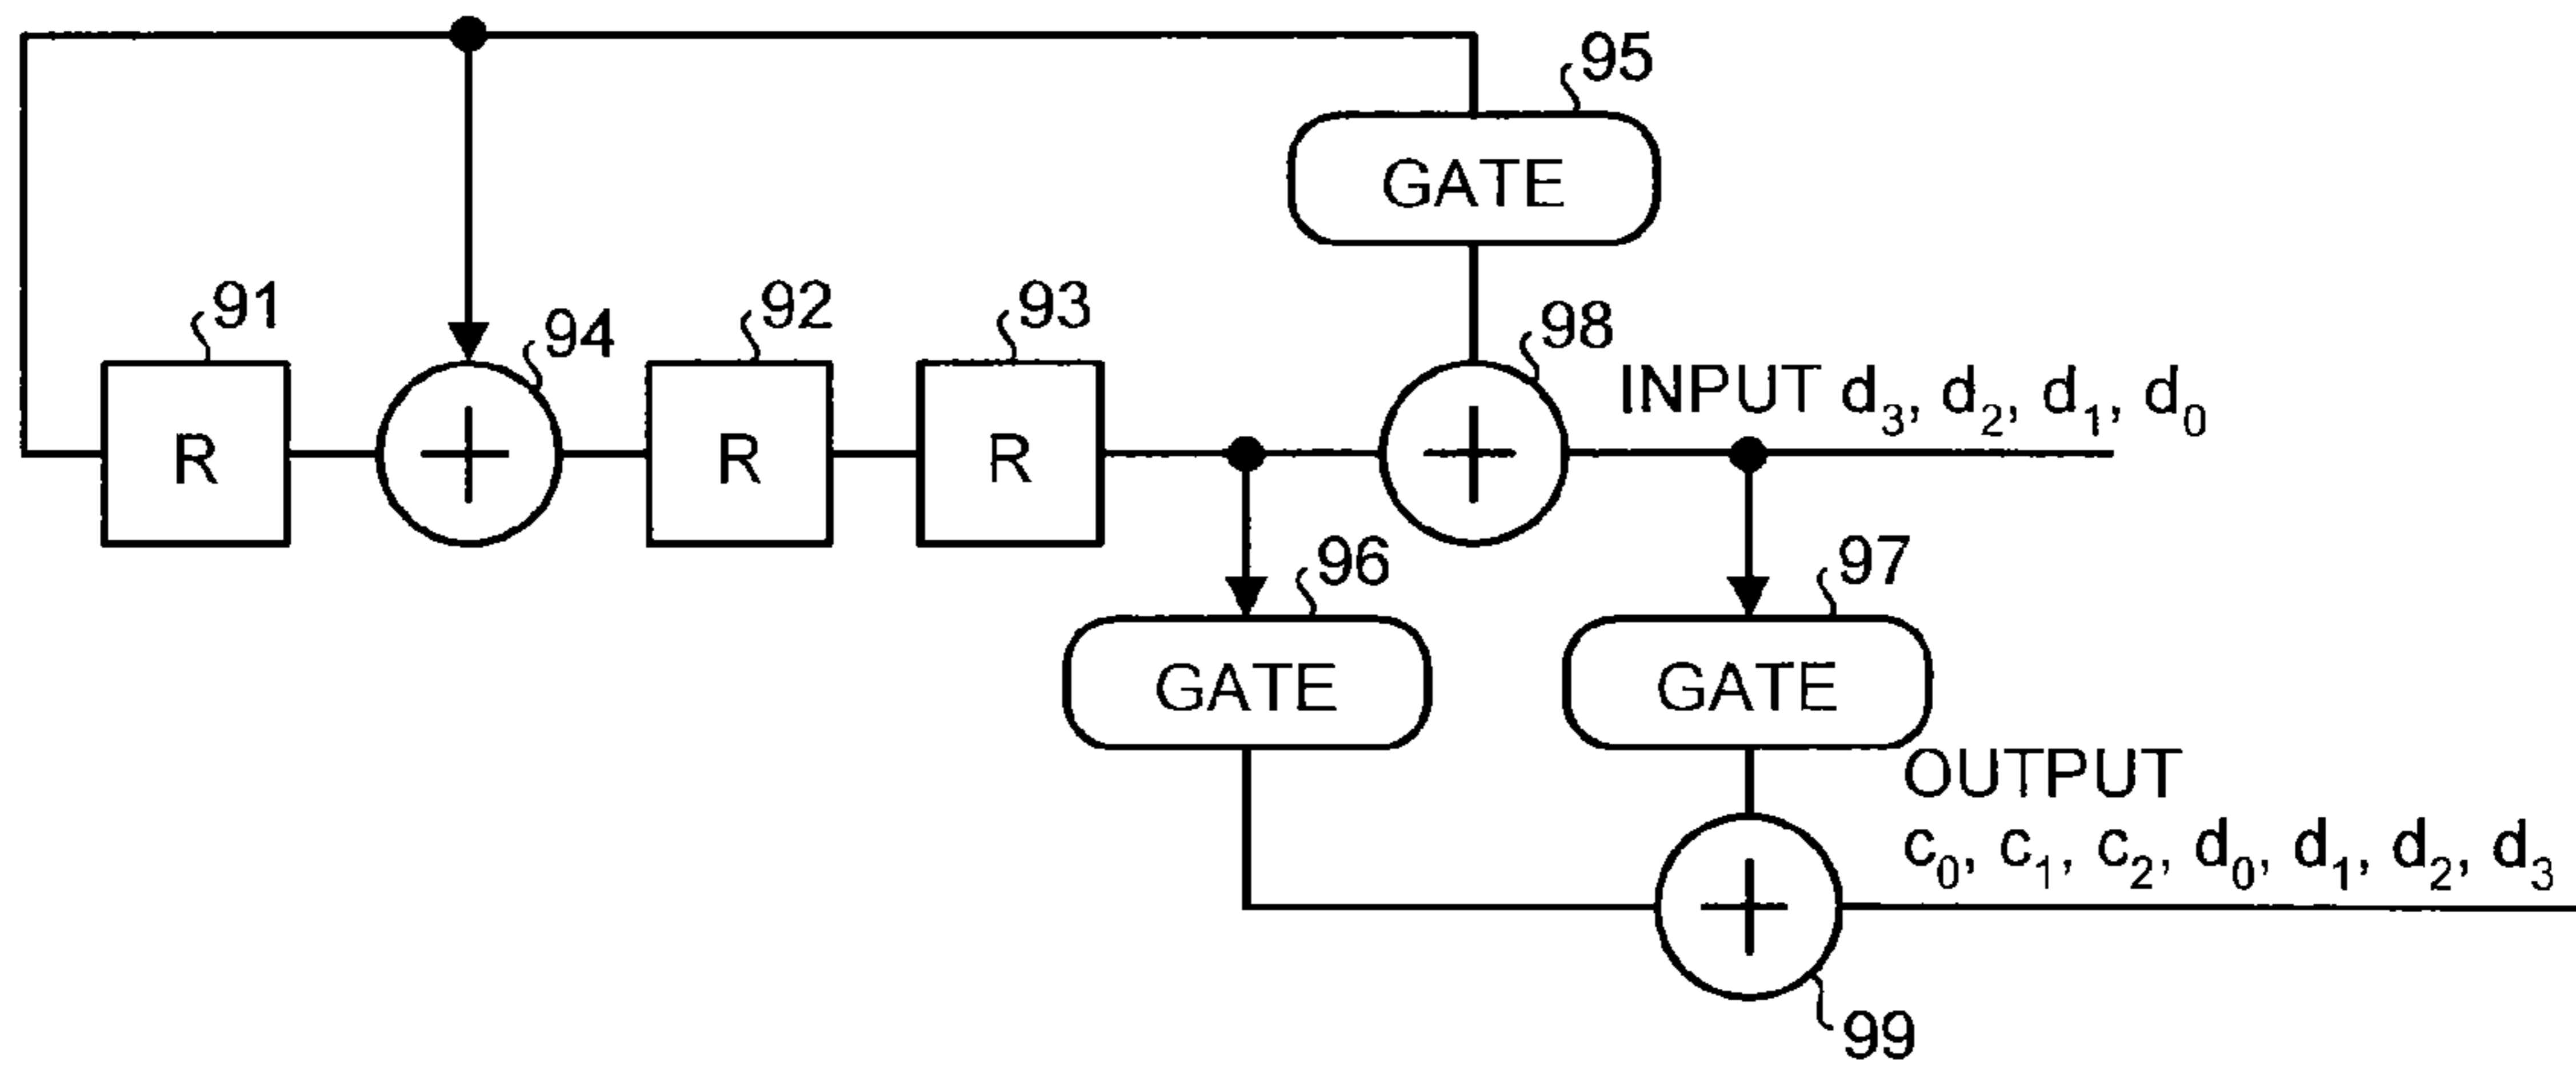 95
GATE
91
94
92
93
98
INPUT d₃, d₂, d₁, d₀
R
R
R
96
97
GATE
GATE
OUTPUT
c₀, c₁, c₂, d₀, d₁, d₂, d₃
99